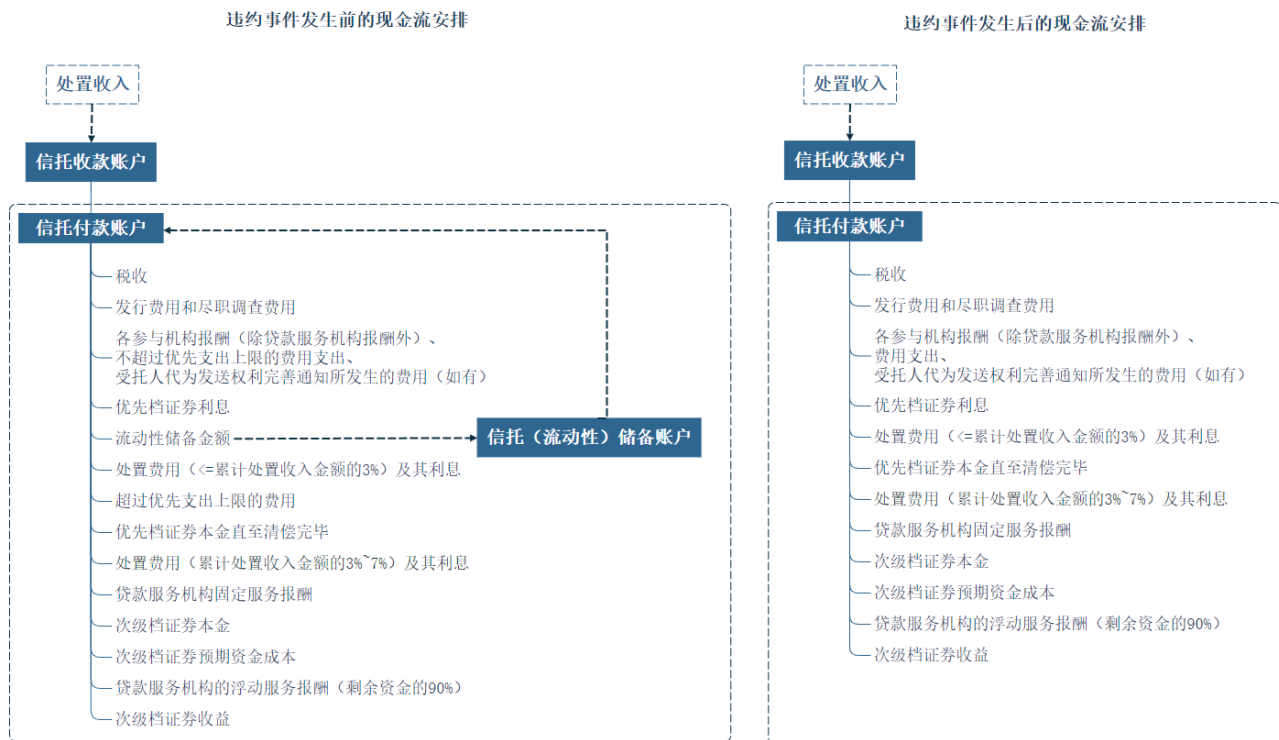 违约事件发生前的现金流安排
处置收入
信托收款账户
信托付款账户
税收
发行费用和尽职调查费用
各参与机构报酬（除贷款服务机构报酬外）、
不超过优先支出上限的费用支出、
受托人代为发送权利完善通知所发生的费用（如有）
优先档证券利息
流动性储备金额
信托（流动性）储备账户
处置费用（<=累计处置收入金额的3%）及其利息
超过优先支出上限的费用
优先档证券本金直至清偿完毕
处置费用（累计处置收入金额的3%~7%）及其利息
贷款服务机构固定服务报酬
次级档证券本金
次级档证券预期资金成本
贷款服务机构的浮动服务报酬（剩余资金的90%）
次级档证券收益
违约事件发生后的现金流安排
处置收入
信托收款账户
信托付款账户
税收
发行费用和尽职调查费用
各参与机构报酬（除贷款服务机构报酬外）、
费用支出、
受托人代为发送权利完善通知所发生的费用（如有）
优先档证券利息
处置费用（<=累计处置收入金额的3%）及其利息
优先档证券本金直至清偿完毕
处置费用（累计处置收入金额的3%~7%）及其利息
贷款服务机构固定服务报酬
次级档证券本金
次级档证券预期资金成本
贷款服务机构的浮动服务报酬（剩余资金的90%）
次级档证券收益